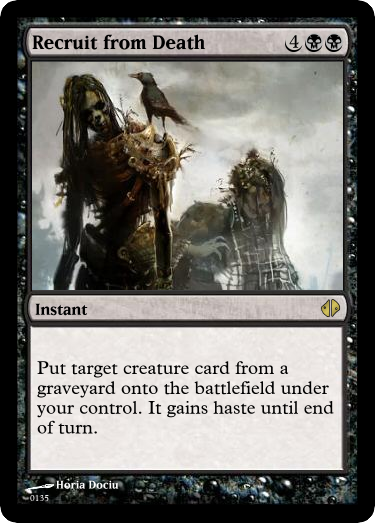 Recruit from Death 4
Instant
Put target creature card from a
graveyard onto the battlefield under
your control. It gains haste until end
of turn.
Horia Dociu
0135